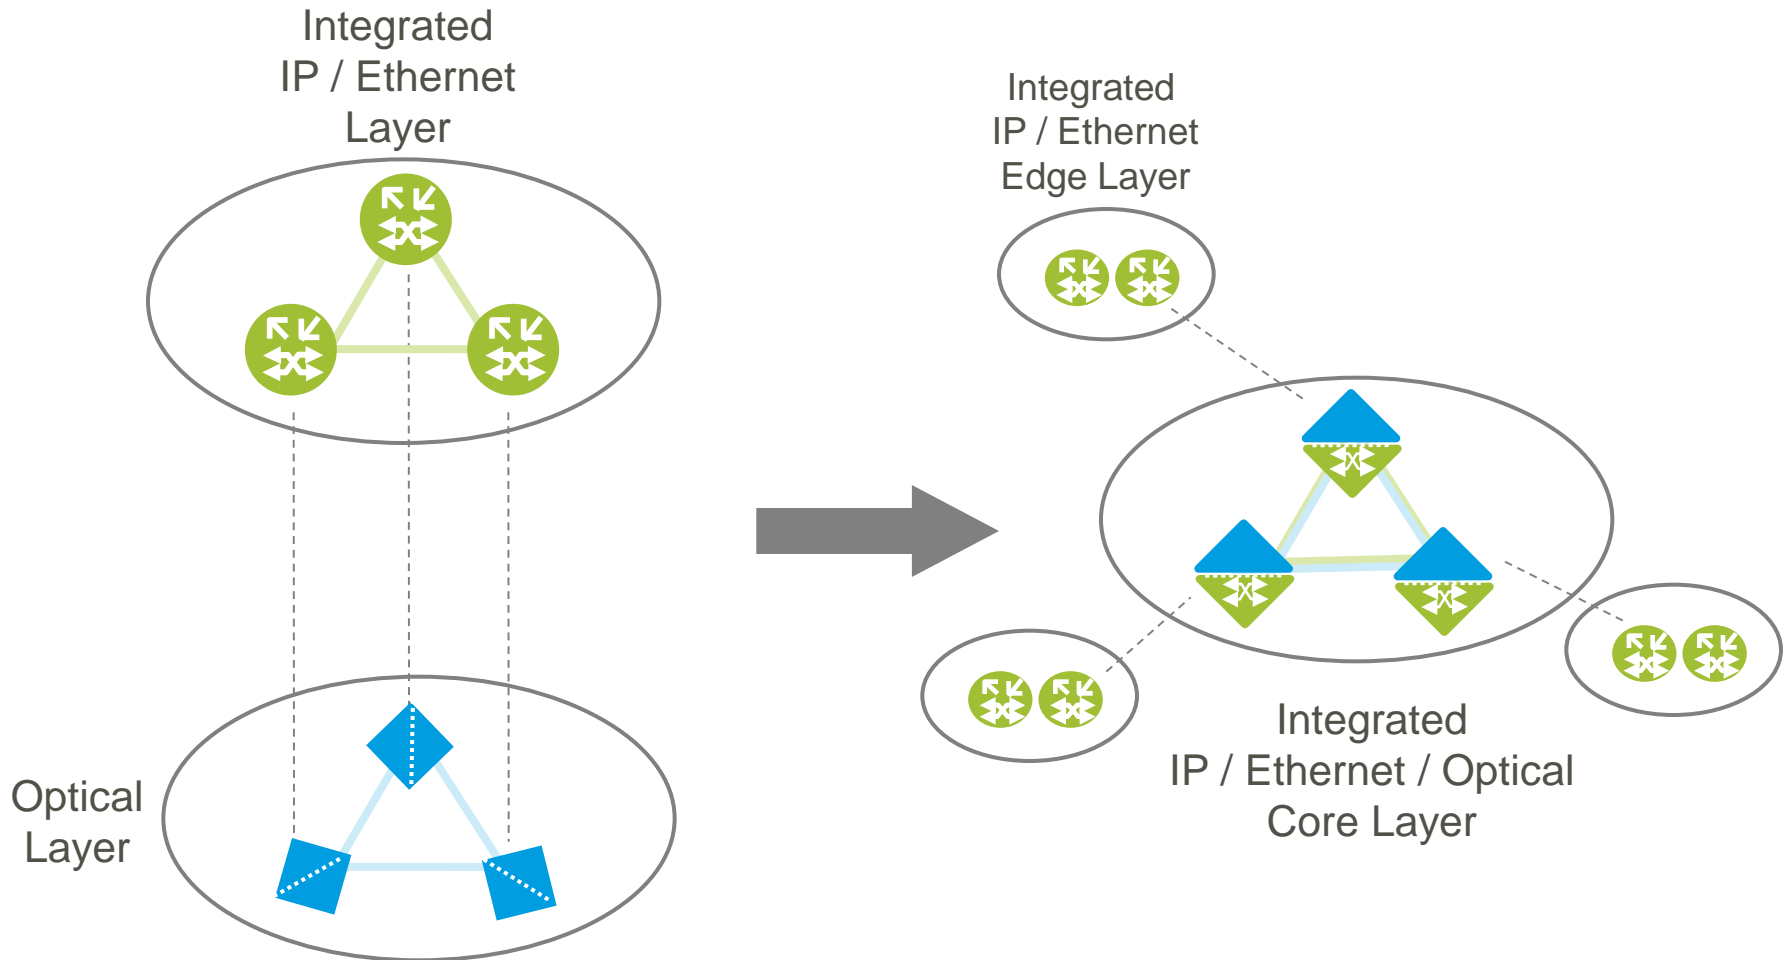 Integrated
IP / Ethernet
Layer
Optical
Layer
Integrated
IP / Ethernet
Edge Layer
Integrated
IP / Ethernet / Optical
Core Layer